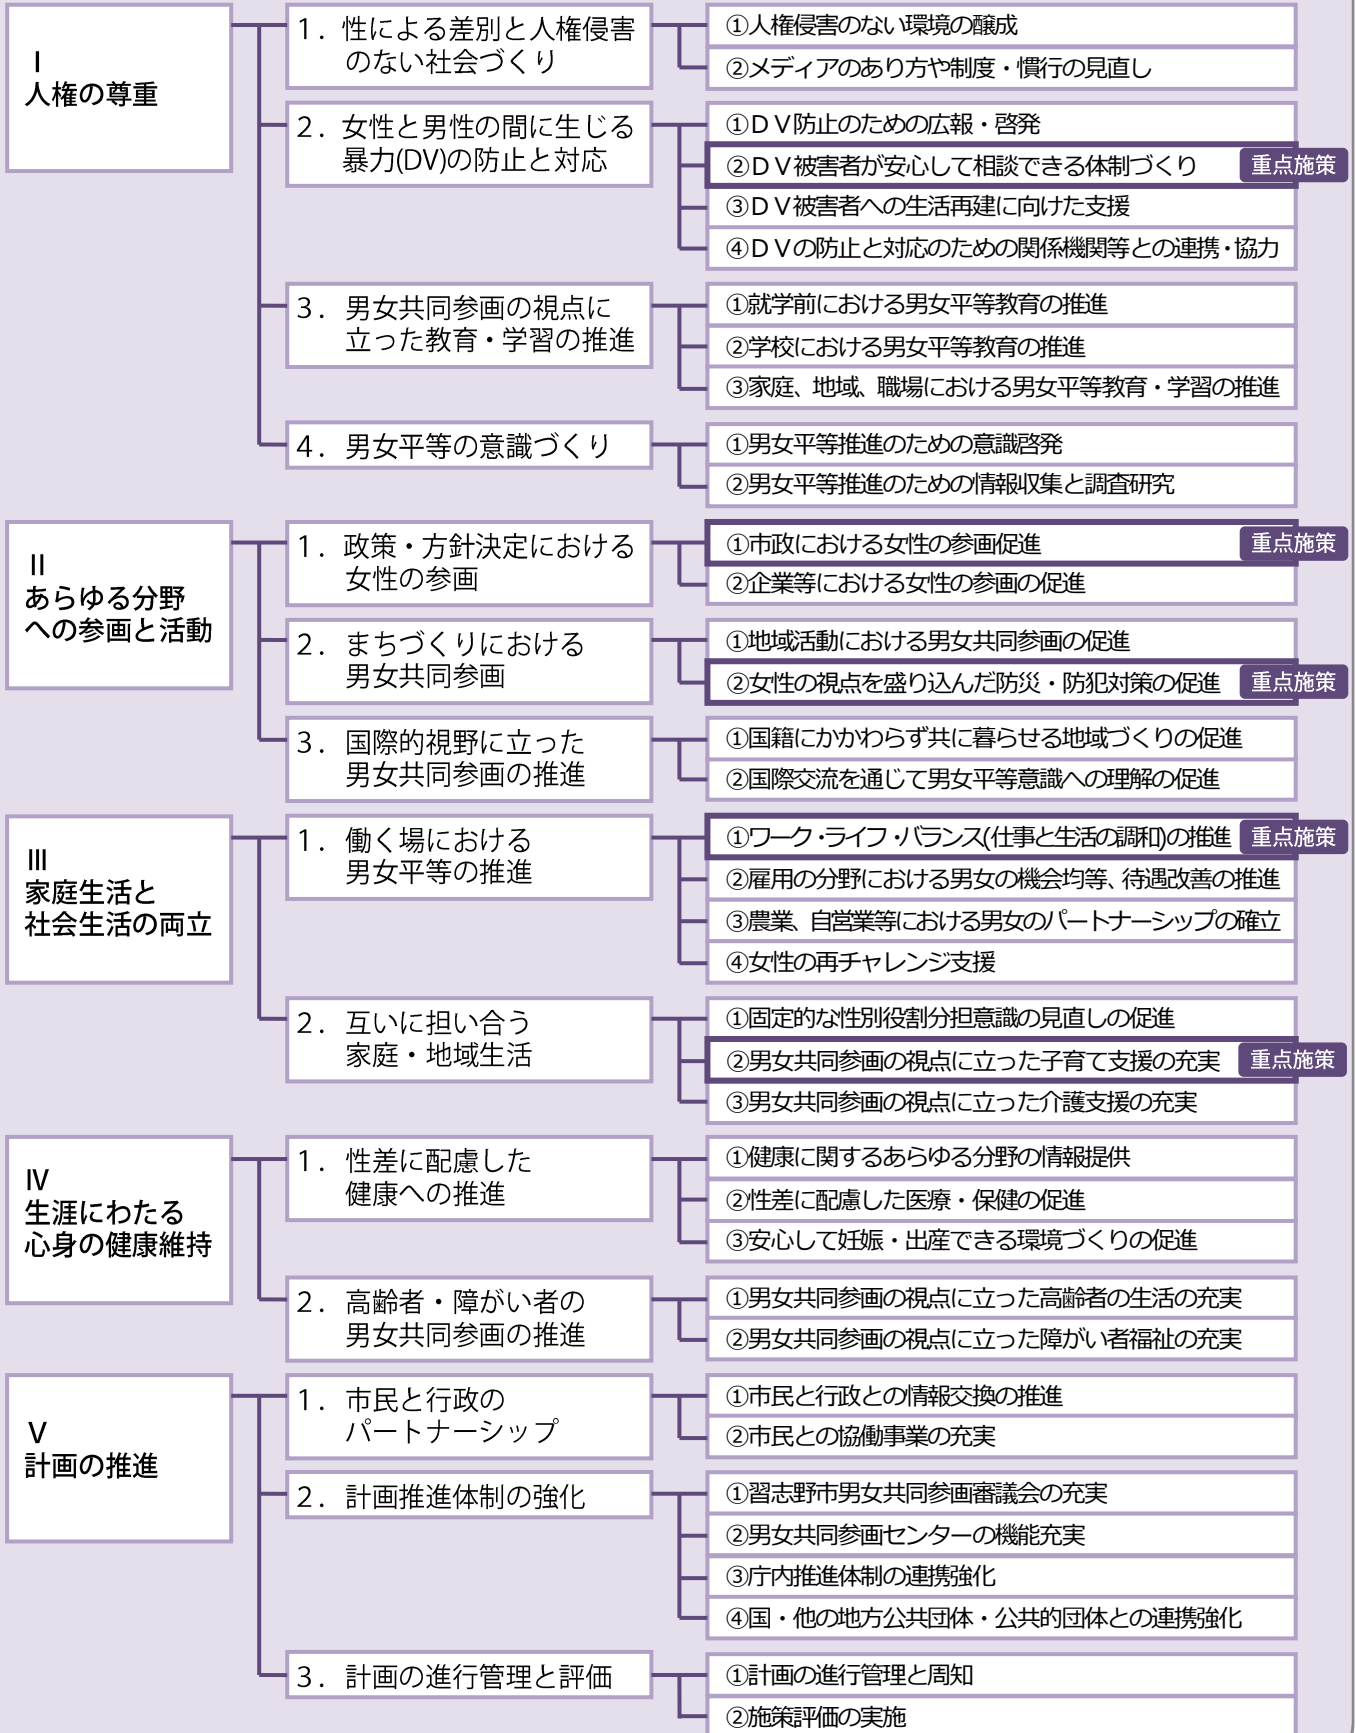 Ⅰ
人権の尊重
1．性による差別と人権侵害
のない社会づくり
①人権侵害のない環境の醸成
②メディアのあり方や制度・慣行の見直し
2．女性と男性の間に生じる
暴力(DV)の防止と対応
①ＤＶ防止のための広報・啓発
②ＤＶ被害者が安心して相談できる体制づくり 重点施策
③ＤＶ被害者への生活再建に向けた支援
④ＤＶの防止と対応のための関係機関等との連携・協力
3．男女共同参画の視点に
立った教育・学習の推進
①就学前における男女平等教育の推進
②学校における男女平等教育の推進
③家庭、地域、職場における男女平等教育・学習の推進
4．男女平等の意識づくり
①男女平等推進のための意識啓発
②男女平等推進のための情報収集と調査研究
Ⅱ
あらゆる分野
への参画と活動
1．政策・方針決定における
女性の参画
①市政における女性の参画促進 重点施策
②企業等における女性の参画の促進
2．まちづくりにおける
男女共同参画
①地域活動における男女共同参画の促進
②女性の視点を盛り込んだ防災・防犯対策の促進 重点施策
3．国際的視野に立った
男女共同参画の推進
①国籍にかかわらず共に暮らせる地域づくりの促進
②国際交流を通じて男女平等意識への理解の促進
Ⅲ
家庭生活と
社会生活の両立
1．働く場における
男女平等の推進
①ワーク・ライフ・バランス(仕事と生活の調和)の推進 重点施策
②雇用の分野における男女の機会均等、待遇改善の推進
③農業、自営業等における男女のパートナーシップの確立
④女性の再チャレンジ支援
2．互いに担い合う
家庭・地域生活
①固定的な性別役割分担意識の見直しの促進
②男女共同参画の視点に立った子育て支援の充実 重点施策
③男女共同参画の視点に立った介護支援の充実
Ⅳ
生涯にわたる
心身の健康維持
1．性差に配慮した
健康への推進
①健康に関するあらゆる分野の情報提供
②性差に配慮した医療・保健の促進
③安心して妊娠・出産できる環境づくりの促進
2．高齢者・障がい者の
男女共同参画の推進
①男女共同参画の視点に立った高齢者の生活の充実
②男女共同参画の視点に立った障がい者福祉の充実
Ⅴ
計画の推進
1．市民と行政の
パートナーシップ
①市民と行政との情報交換の推進
②市民との協働事業の充実
2．計画推進体制の強化
①習志野市男女共同参画審議会の充実
②男女共同参画センターの機能充実
③庁内推進体制の連携強化
④国・他の地方公共団体・公共的団体との連携強化
3．計画の進行管理と評価
①計画の進行管理と周知
②施策評価の実施